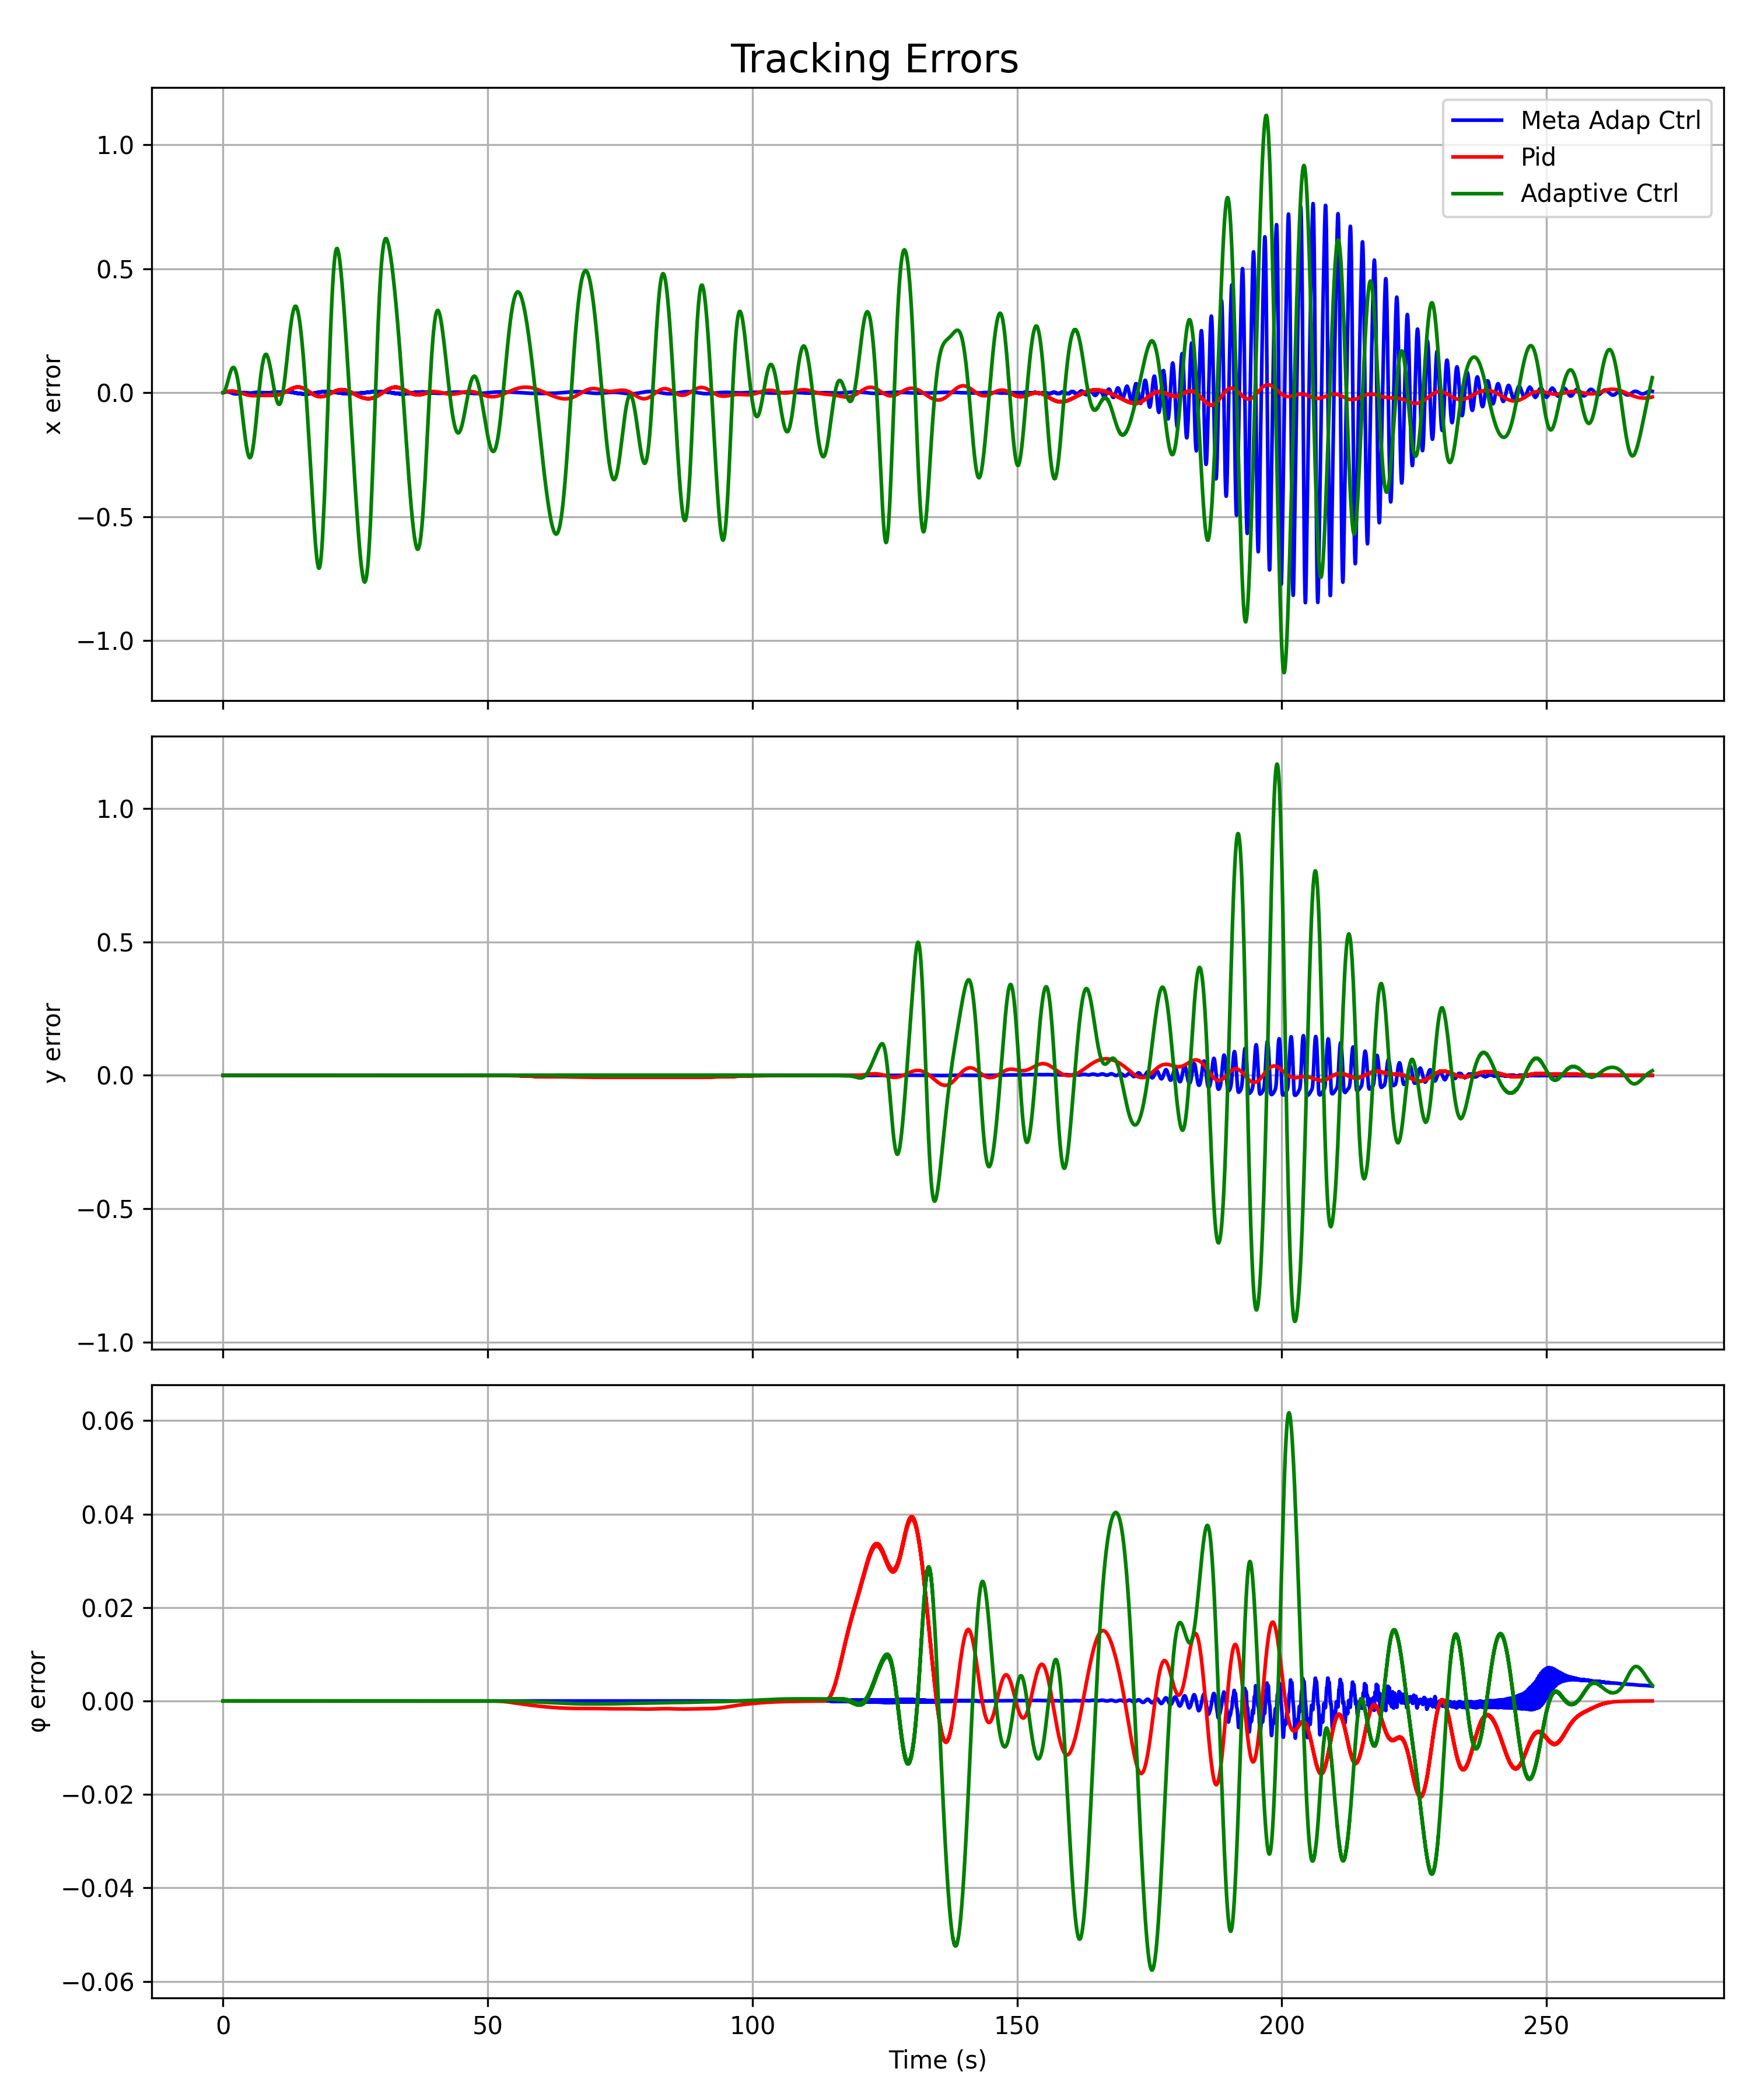 Tracking Errors
1.0
0.5
0.0
−0.5
−1.0
x error
Meta Adap Ctrl
Pid
Adaptive Ctrl
1.0
0.5
0.0
−0.5
−1.0
y error
0.06
0.04
0.02
0.00
−0.02
−0.04
−0.06
φ error
0 50 100 150 200 250
Time (s)